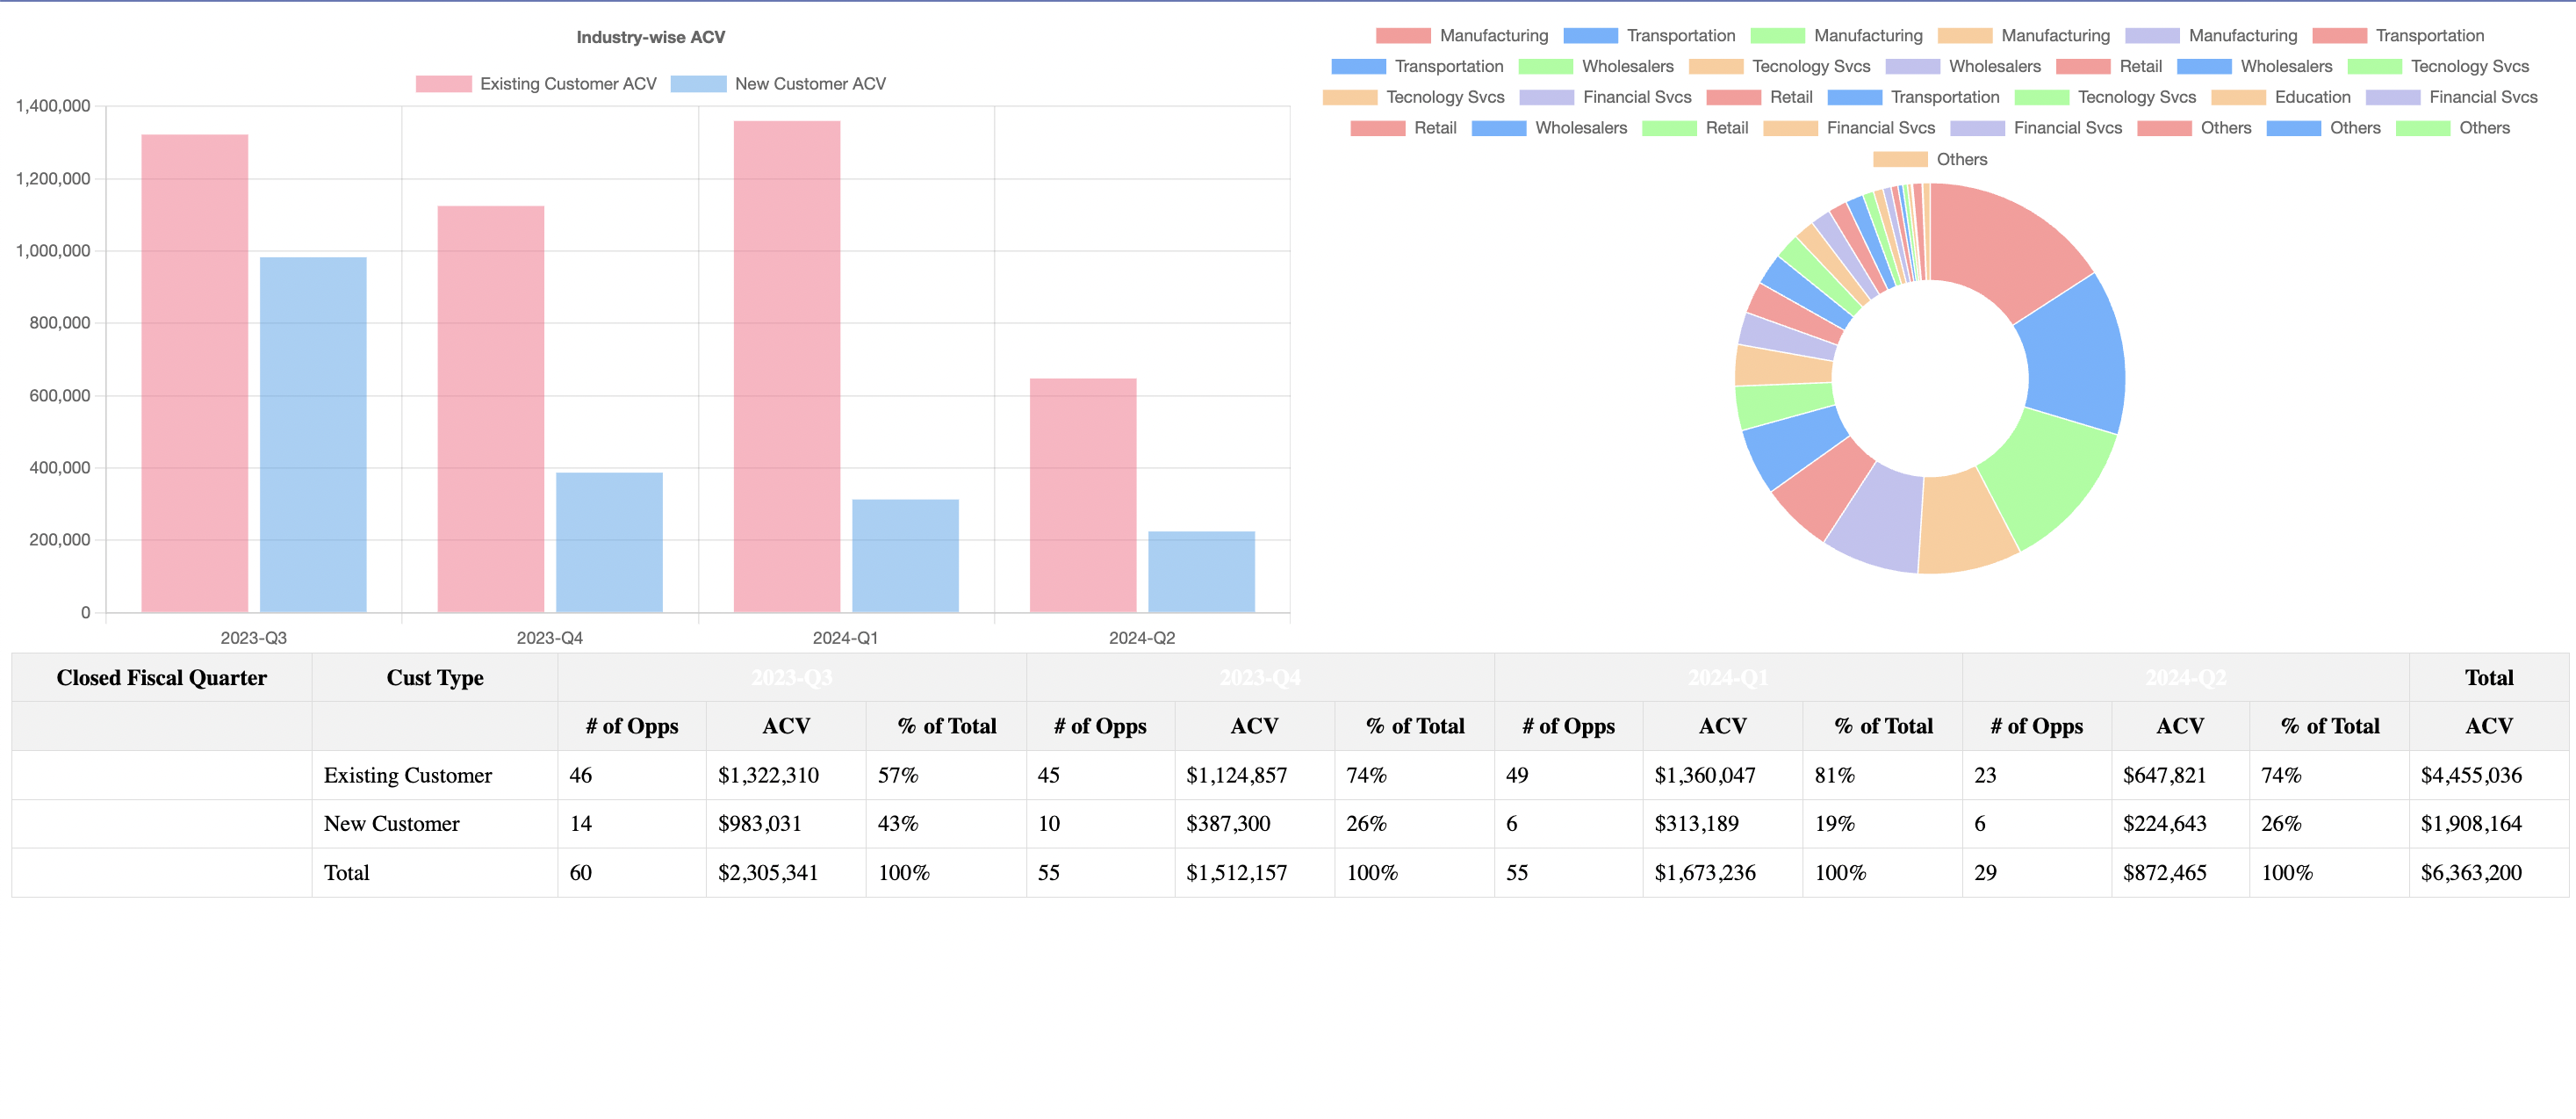 Industry-wise ACV
Existing Customer ACV New Customer ACV
1,400,000
1,200,000
1,000,000
800,000
600,000
400,000
200,000
0
2023-Q3 2023-Q4 2024-Q1 2024-Q2
Manufacturing Transportation Manufacturing Manufacturing Manufacturing Transportation
Transportation Wholesalers Tecnology Svcs Wholesalers Retail Wholesalers Tecnology Svcs
Tecnology Svcs Financial Svcs Retail Transportation Tecnology Svcs Education Financial Svcs
Retail Wholesalers Retail Financial Svcs Financial Svcs Others Others Others
Others
Closed Fiscal Quarter Cust Type 2023-Q3 2023-Q4 2024-Q1 2024-Q2 Total
# of Opps ACV % of Total # of Opps ACV % of Total # of Opps ACV % of Total # of Opps ACV % of Total ACV
Existing Customer 46 $1,322,310 57% 45 $1,124,857 74% 49 $1,360,047 81% 23 $647,821 74% $4,455,036
New Customer 14 $983,031 43% 10 $387,300 26% 6 $313,189 19% 6 $224,643 26% $1,908,164
Total 60 $2,305,341 100% 55 $1,512,157 100% 55 $1,673,236 100% 29 $872,465 100% $6,363,200